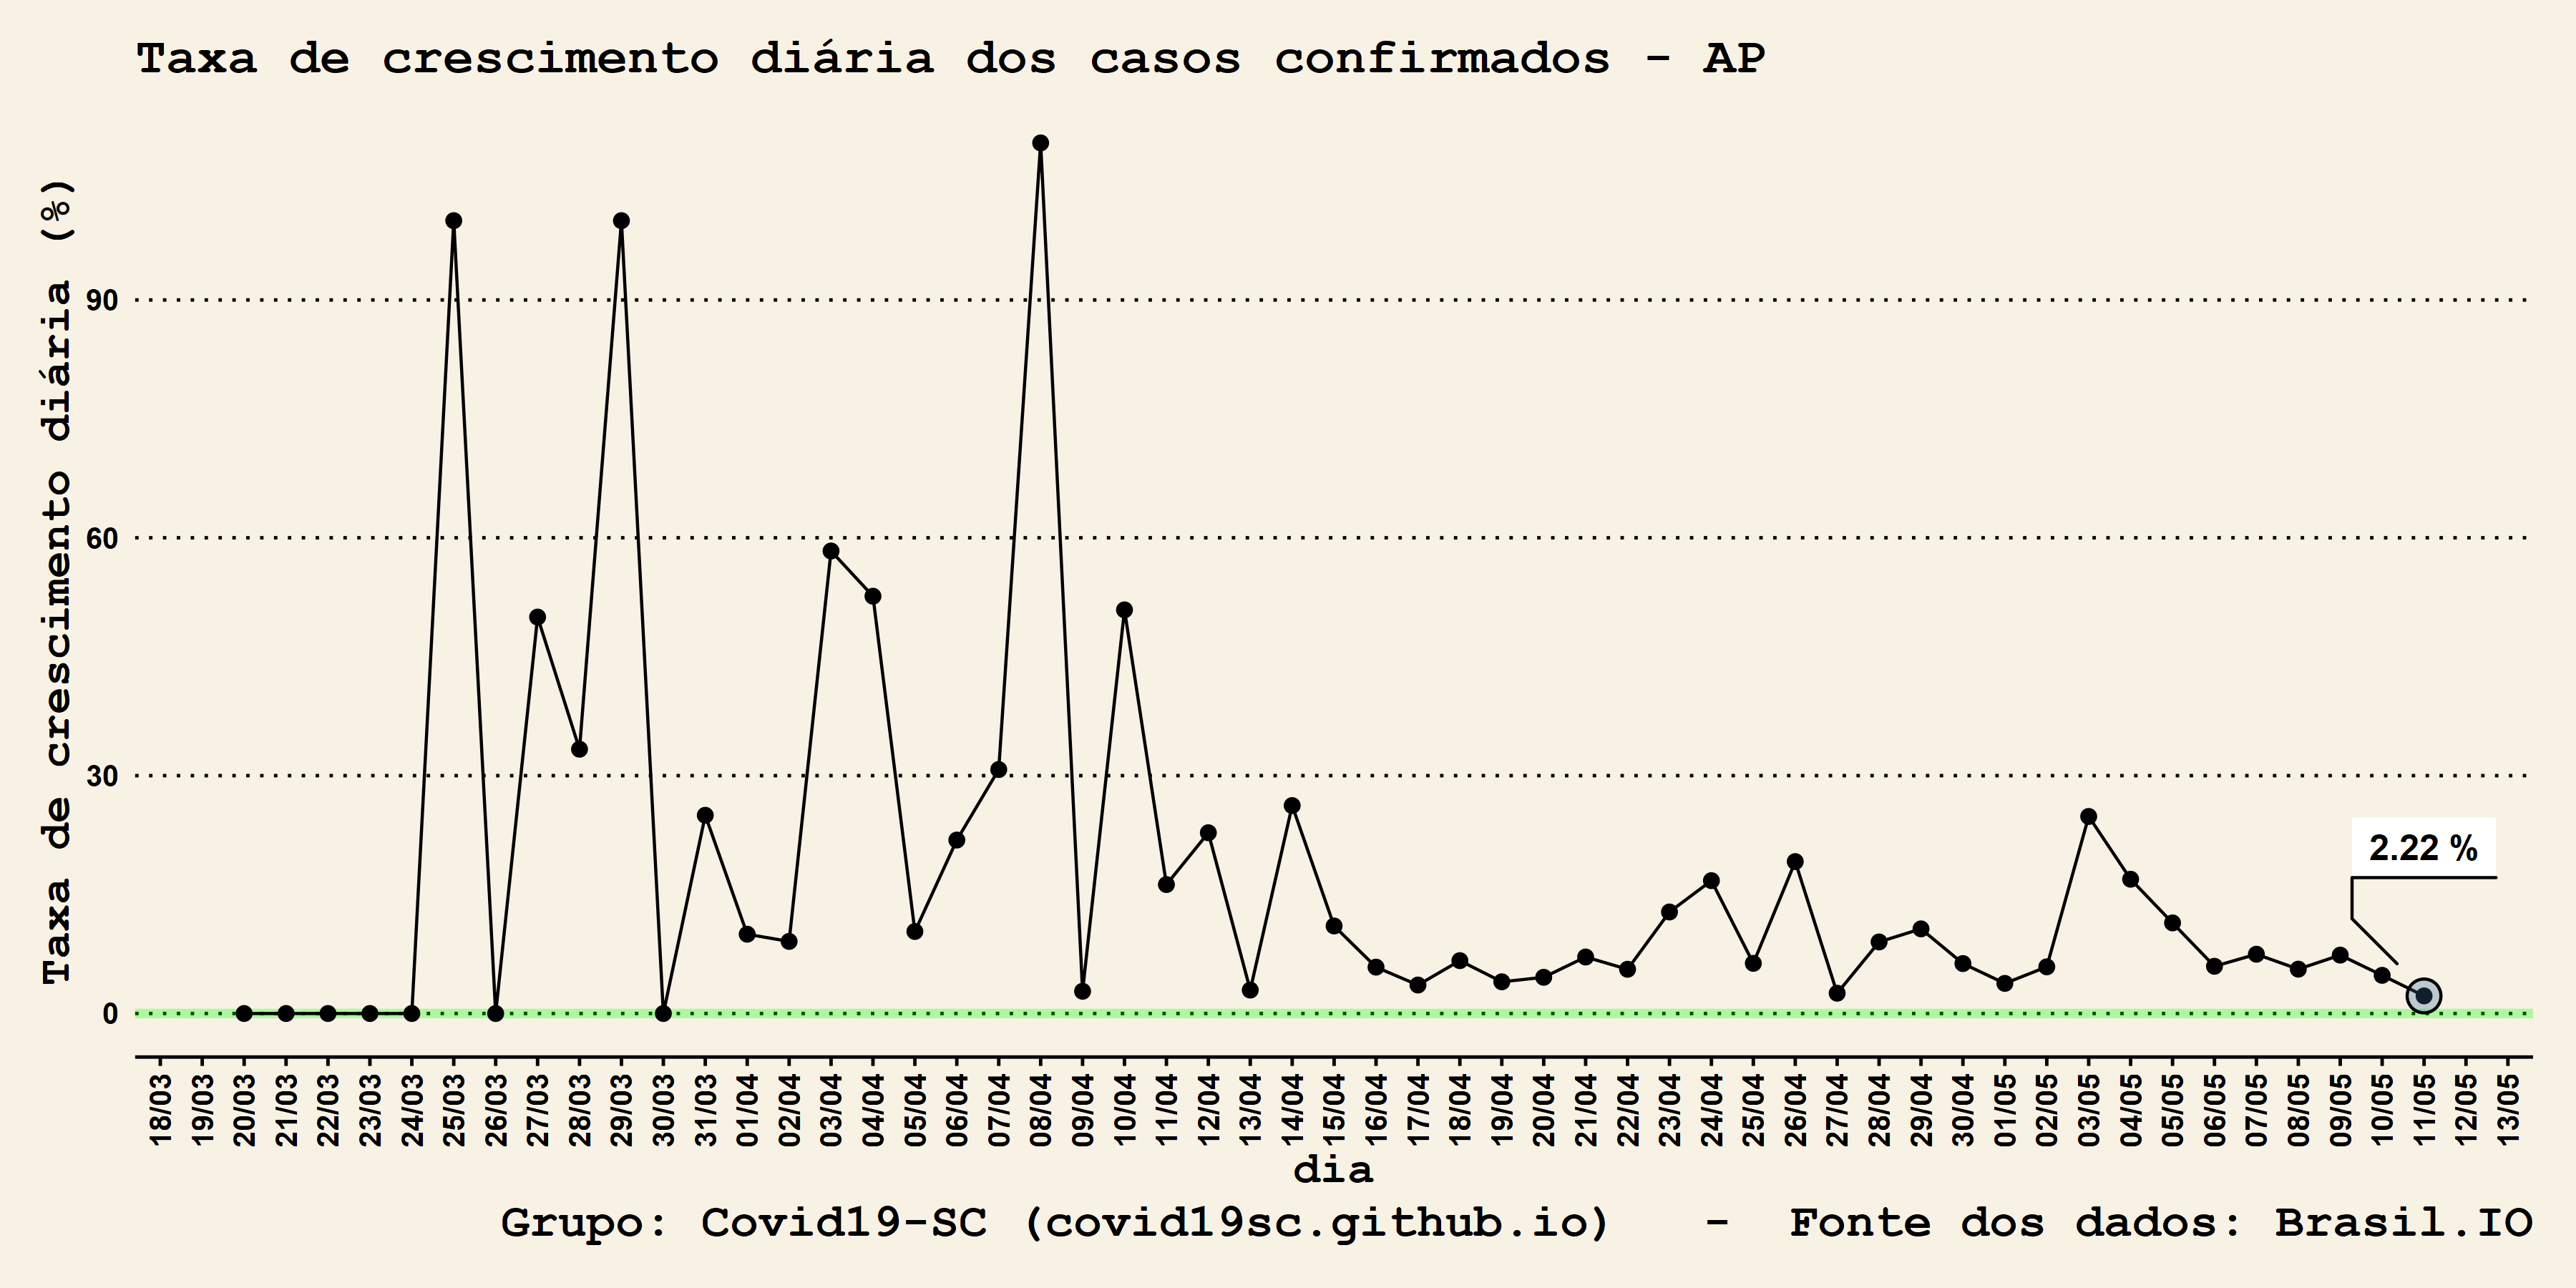 Taxa de crescimento diária dos casos confirmados - AP
Taxa de crescimento diária (%)
90
60
30
0
2.22 %
18/03 19/03 20/03 21/03 22/03 23/03 24/03 25/03 26/03 27/03 28/03 29/03 30/03 31/03 01/04 02/04 03/04 04/04 05/04 06/04 07/04 08/04 09/04 10/04 11/04 12/04 13/04 14/04 15/04 16/04 17/04 18/04 19/04 20/04 21/04 22/04 23/04 24/04 25/04 26/04 27/04 28/04 29/04 30/04 01/05 02/05 03/05 04/05 05/05 06/05 07/05 08/05 09/05 10/05 11/05 12/05 13/05
dia
Grupo: Covid19-SC (covid19sc.github.io) - Fonte dos dados: Brasil.IO